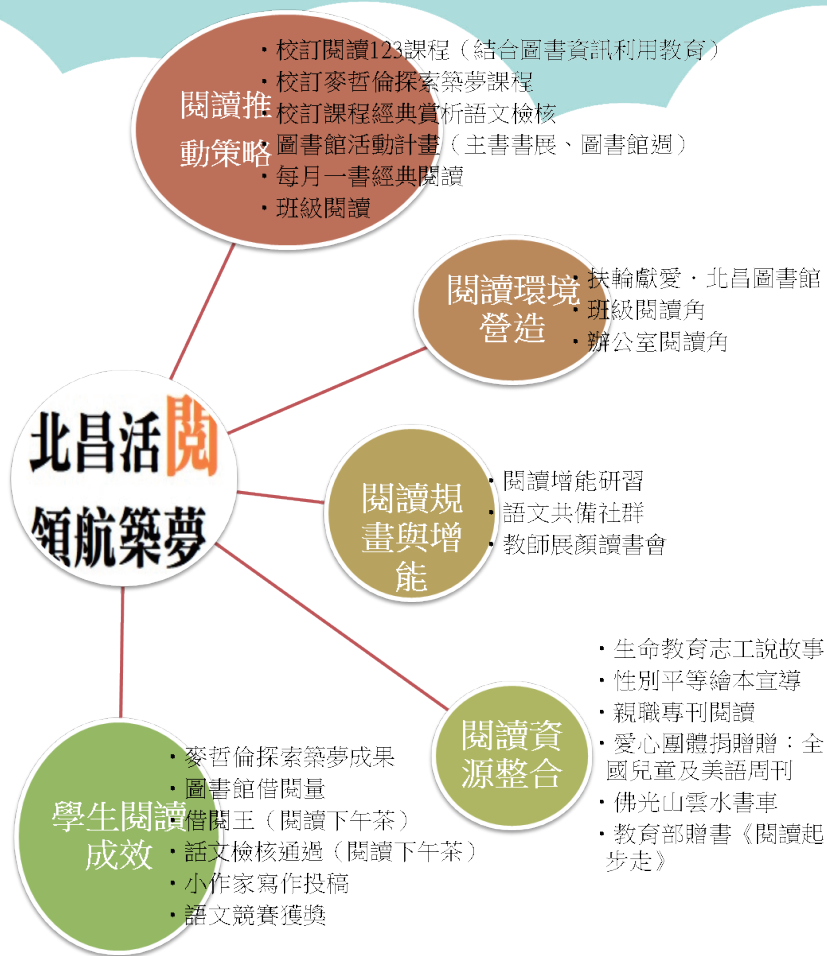 閱讀推
動策略
・校訂閱讀123課程（結合圖書資訊利用教育）
・校訂麥哲倫探索築夢課程
・校訂課程經典賞析語文檢核
・圖書館活動計畫（主書書展、圖書館週）
・每月一書經典閱讀
・班級閱讀
閱讀環境
營造
・扶輪獻愛．北昌圖書館
・班級閱讀角
・辦公室閱讀角
北昌活閱
領航築夢
閱讀規
畫與增
能
・閱讀增能研習
・語文共備社群
・教師展顏讀書會
閱讀資
源整合
・生命教育志工說故事
・性別平等繪本宣導
・親職專刊閱讀
・愛心團體捐贈贈：全
國兒童及美語周刊
・佛光山雲水書車
・教育部贈書《閱讀起
步走》
學生閱讀
成效
・麥哲倫探索築夢成果
・圖書館借閱量
・借閱王（閱讀下午茶）
・話文檢核通過（閱讀下午茶）
・小作家寫作投稿
・語文競賽獲獎